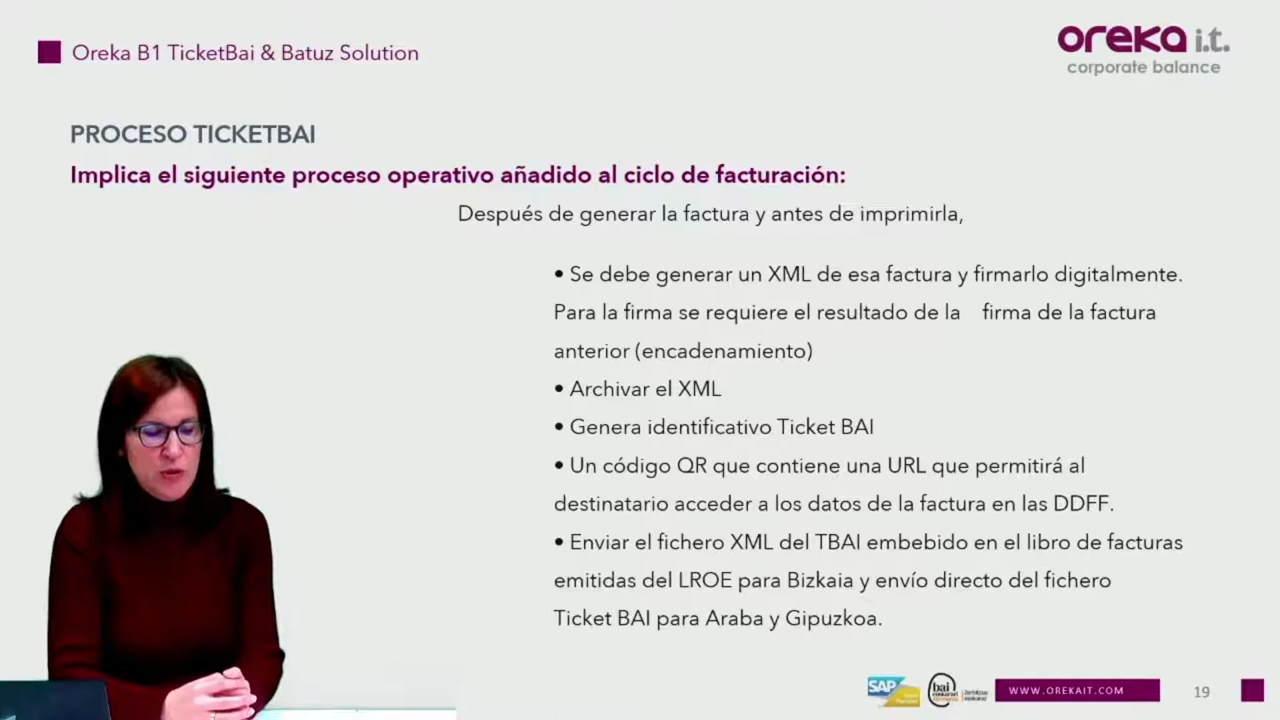 Oreka B1 TicketBai & Batuz Solution
oreka i.t.
corporate balance
PROCESO TICKETBAI
Implica el siguiente proceso operativo añadido al ciclo de facturación:
Después de generar la factura y antes de imprimirla,
• Se debe generar un XML de esa factura y firmarlo digitalmente.
Para la firma se requiere el resultado de la firma de la factura
anterior (encadenamiento)
• Archivar el XML
• Genera identificativo Ticket BAI
• Un código QR que contiene una URL que permitirá al
destinatario acceder a los datos de la factura en las DDFF.
• Enviar el fichero XML del TBAI embebido en el libro de facturas
emitidas del LROE para Bizkaia y envío directo del fichero
Ticket BAI para Araba y Gipuzkoa.
SAP
bai
WWW.OREKAIT.COM
19